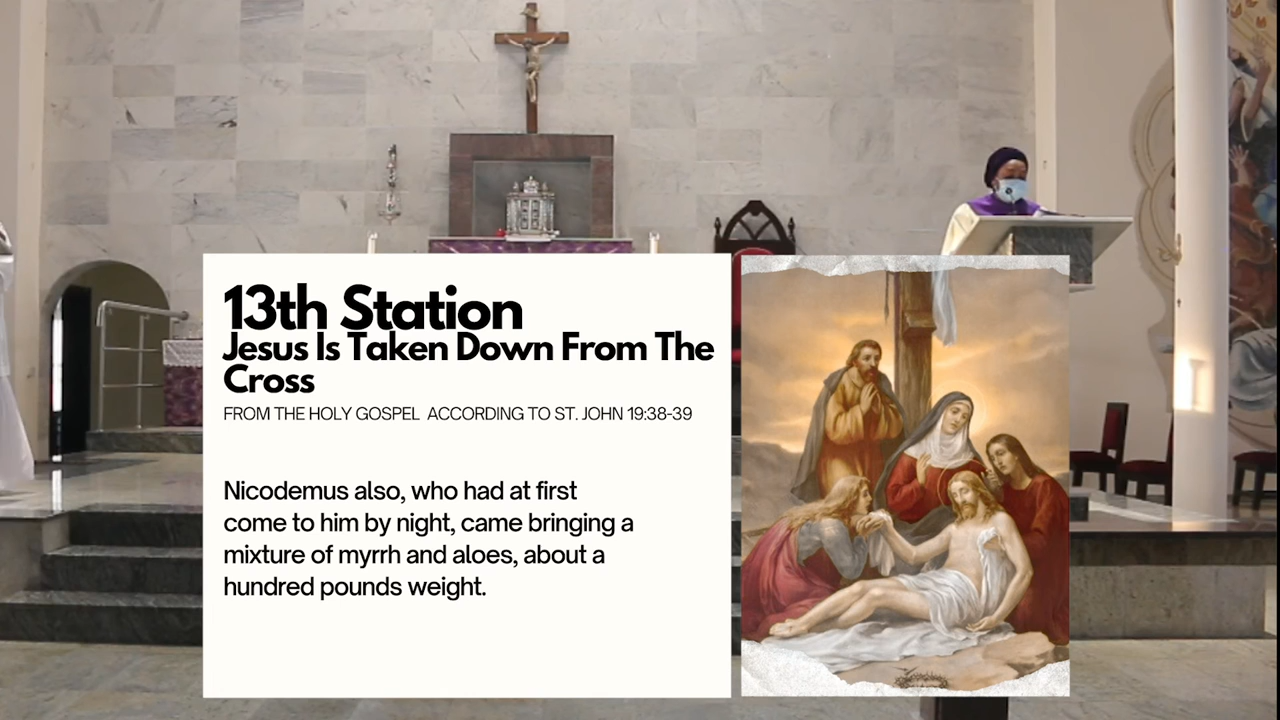 13th Station
Jesus Is Taken Down From The
Cross
FROM THE HOLY GOSPEL ACCORDING TO ST. JOHN 19:38-39
Nicodemus also, who had at first
come to him by night, came bringing a
mixture of myrrh and aloes, about a
hundred pounds weight.